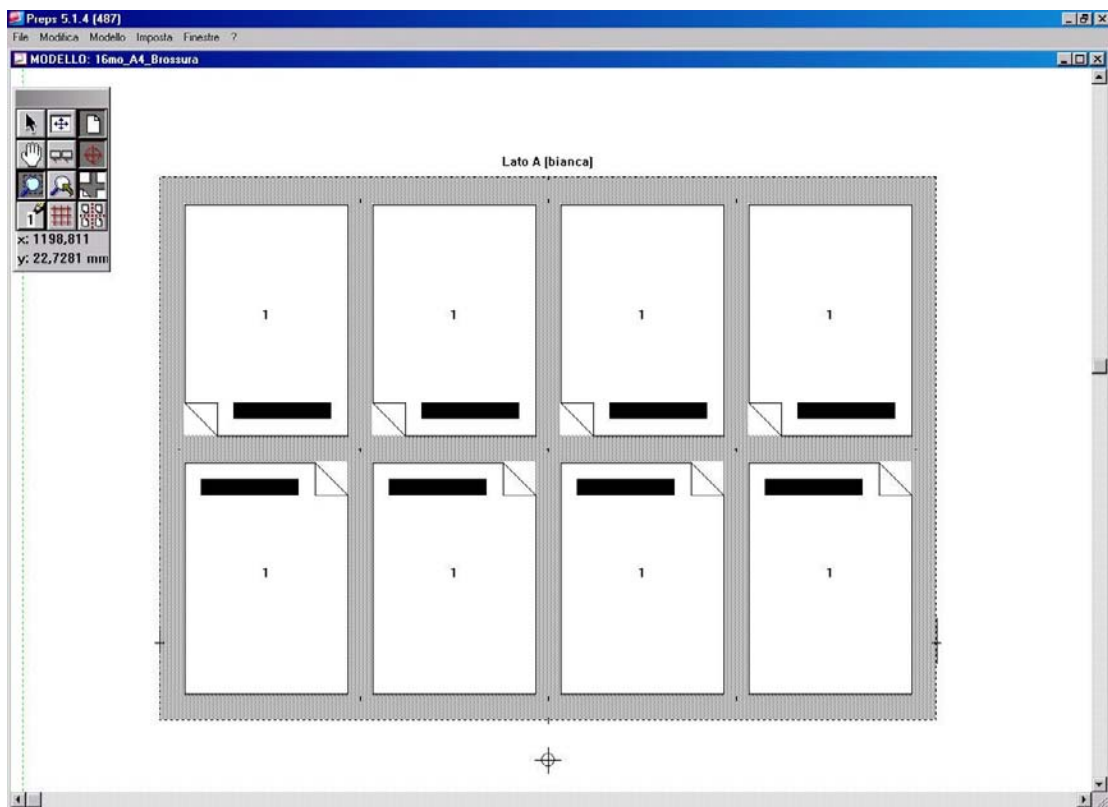 Preps 5.1.4 (487)
File Modifica Modello Imposta Finestre ?
MODELLO: 16mo_A4_Brossura
Lato A [bianca]
1
x: 1198,811
y: 22,7281 mm
1 1 1 1
1 1 1 1